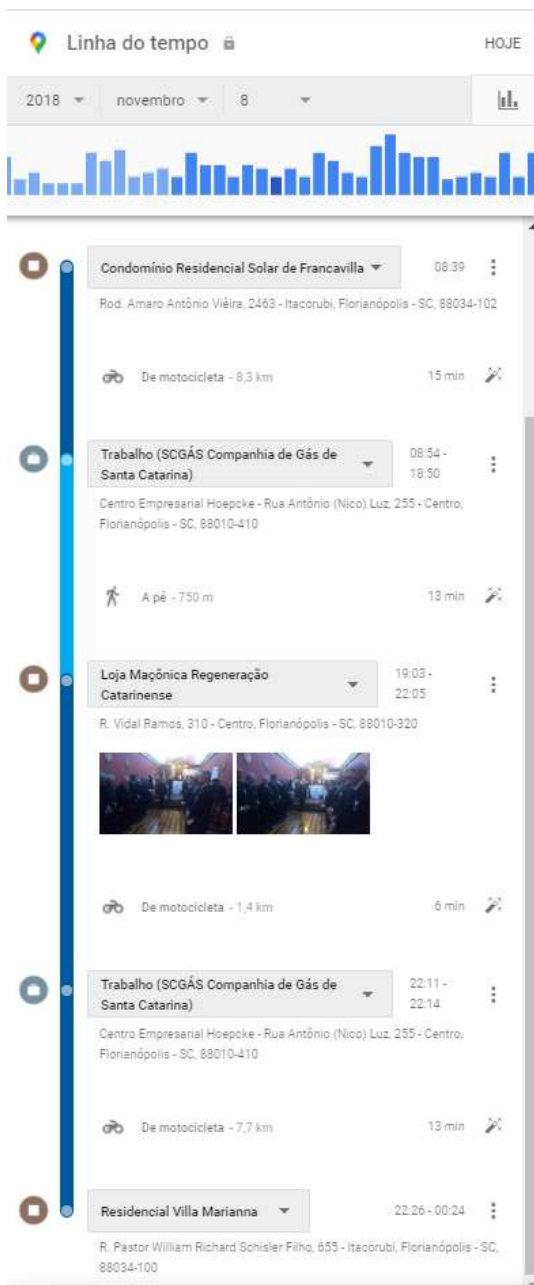 Linha do tempo
HOJE
2018 novembro 8
Condomínio Residencial Solar de Francavilla 08:39
Rod. Amaro Antônio Viêira, 2463 - Itacorubi, Florianópolis - SC, 88034-102
De motocicleta - 8,3 km 15 min
Trabalho (SCGÁS Companhia de Gás de
Santa Catarina)
08:54 -
18:50
Centro Empresarial Hoepcke - Rua Antônio (Nico) Luz, 255 - Centro,
Florianópolis - SC, 88010-410
A pé - 750 m 13 min
Loja Maçônica Regeneração
Catarinense
19:03 -
22:05
R. Vidal Ramos, 310 - Centro, Florianópolis - SC, 88010-320
De motocicleta - 1,4 km 6 min
Trabalho (SCGÁS Companhia de Gás de
Santa Catarina)
22:11 -
22:14
Centro Empresarial Hoepcke - Rua Antônio (Nico) Luz, 255 - Centro,
Florianópolis - SC, 88010-410
De motocicleta - 7,7 km 13 min
Residencial Villa Marianna 22:26 - 00:24
R. Pastor William Richard Schisler Filho, 655 - Itacorubi, Florianópolis - SC,
88034-100